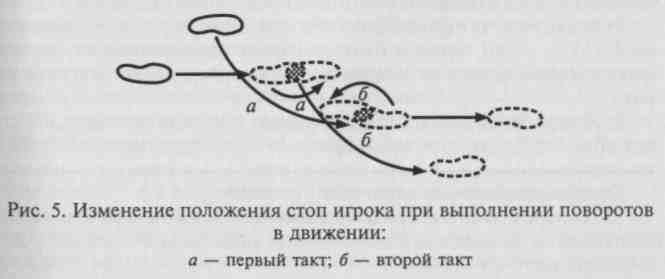 а
а
б
б
Рис. 5. Изменение положения стоп игрока при выполнении поворотов
в движении:
а — первый такт; б — второй такт